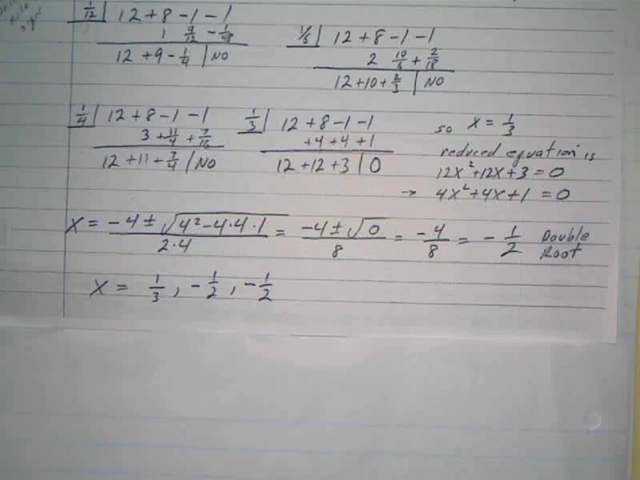 1/12 | 12 + 8 - 1 - 1
1 9/12 -
12 + 9 - 1/4 | NO
1/6 | 12 + 8 - 1 - 1
2 10/6 + 2/18
12 + 10 + 2/3 | NO
1/4 | 12 + 8 - 1 - 1
3 + 11/4 + 7/16
12 + 11 + 7/4 | NO
1/3 | 12 + 8 - 1 - 1
+4 + 4 + 1
12 + 12 + 3 | 0
so x = 1/3
reduced equation is
12x² + 12x + 3 = 0
→ 4x² + 4x + 1 = 0
x = (-4 ± √(4² - 4·4·1))/(2·4) = (-4 ± √0)/8 = -4/8 = -1/2 Double Root
x = 1/3, -1/2, -1/2